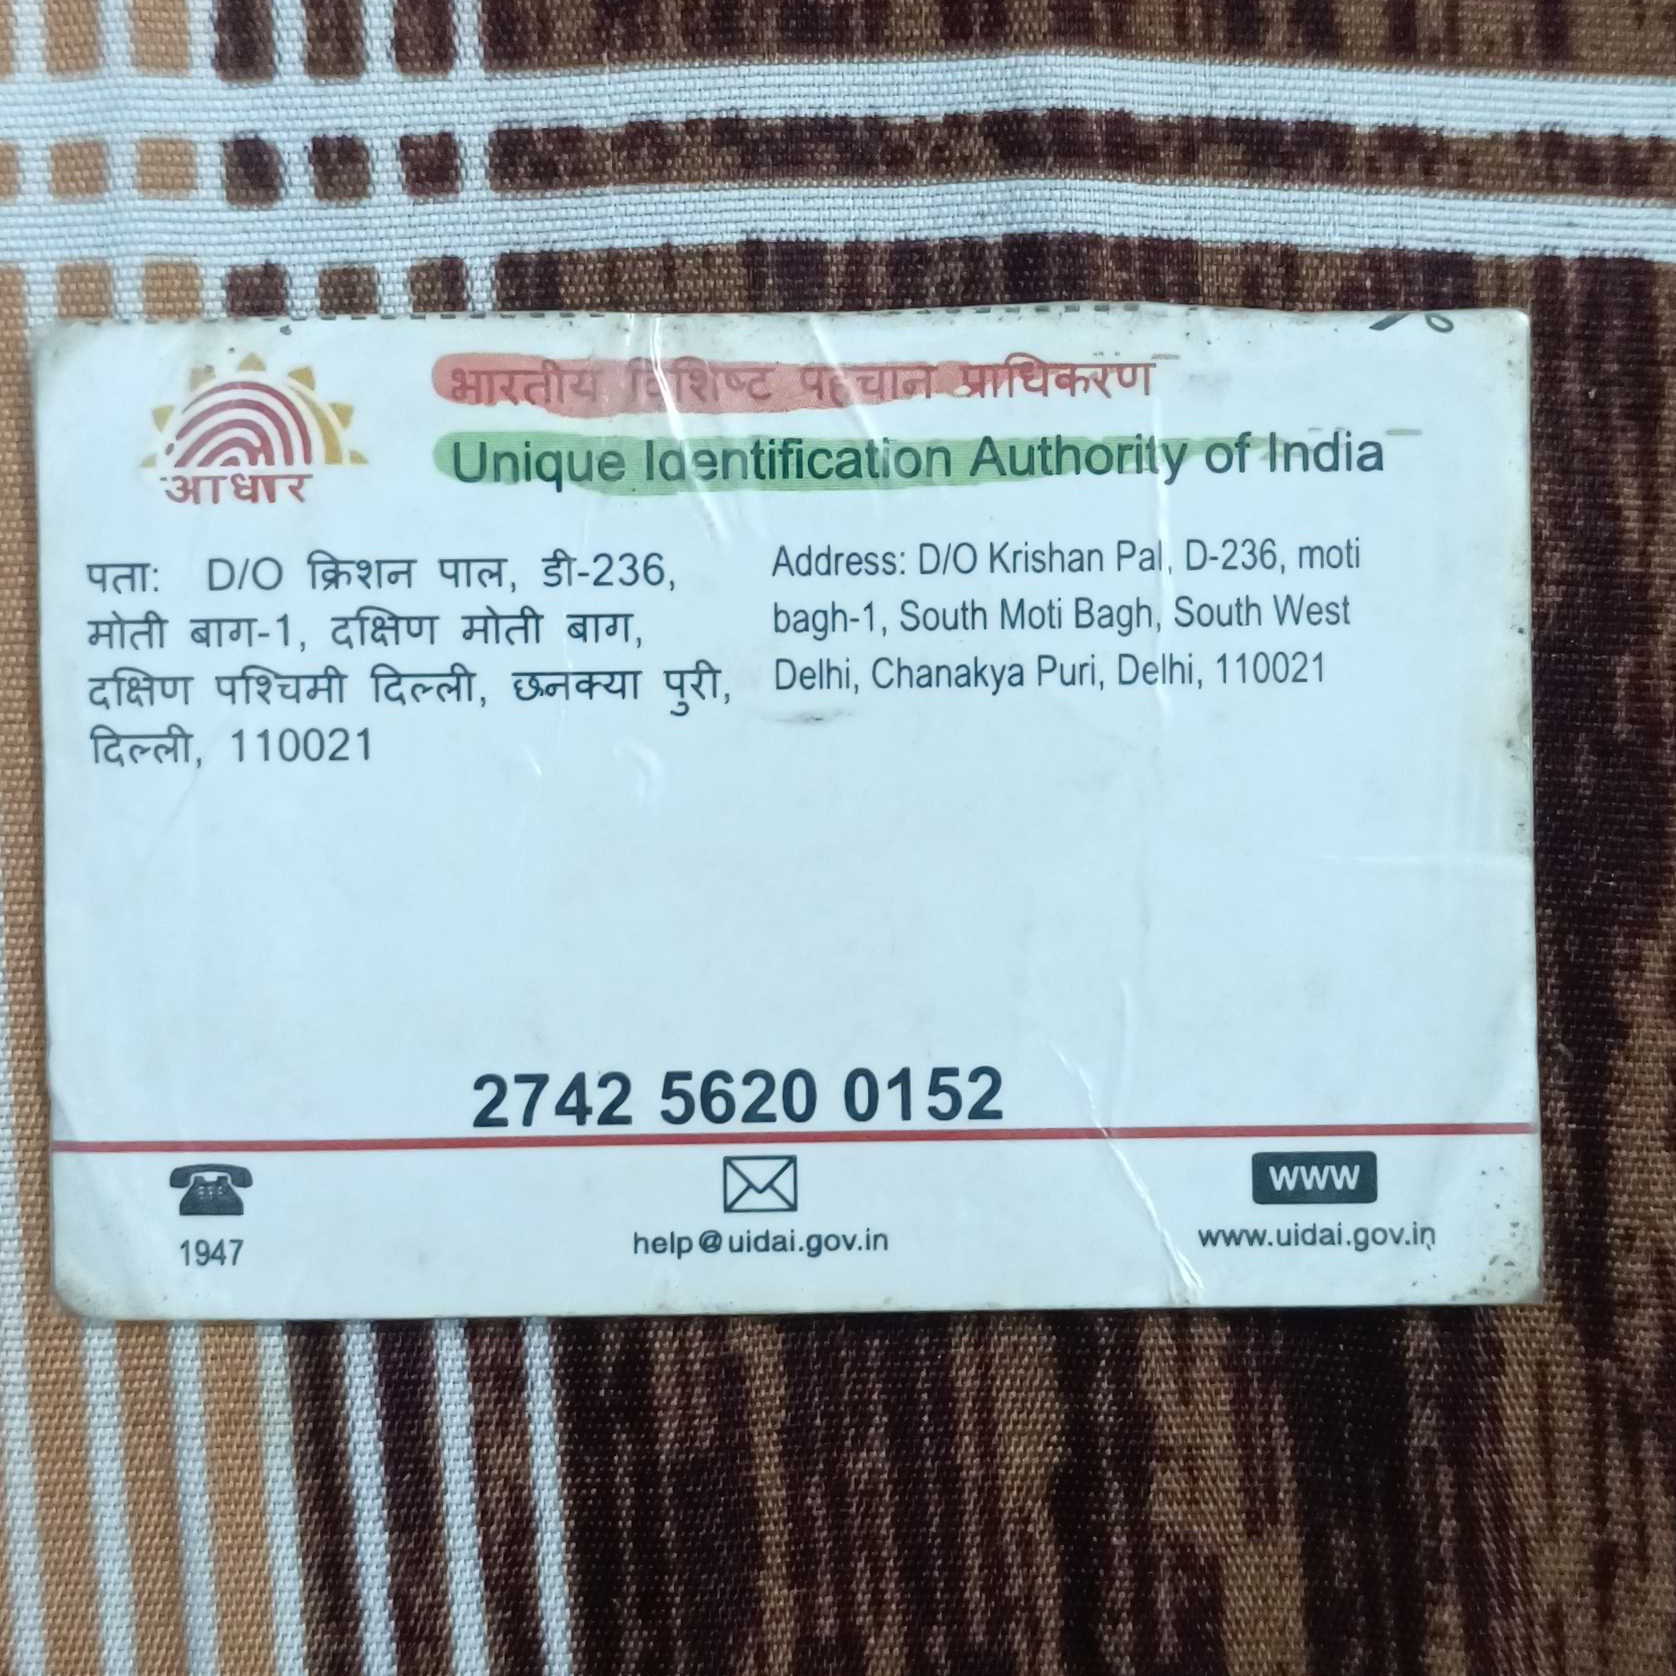 आधार
भारतीय विशिष्ट पहचान प्राधिकरण
Unique Identification Authority of India
पता: D/O क्रिशन पाल, डी-236,
मोती बाग-1, दक्षिण मोती बाग,
दक्षिण पश्चिमी दिल्ली, छनक्या पुरी,
दिल्ली, 110021
Address: D/O Krishan Pal, D-236, moti
bagh-1, South Moti Bagh, South West
Delhi, Chanakya Puri, Delhi, 110021
2742 5620 0152
1947
help@uidai.gov.in
www
www.uidai.gov.in